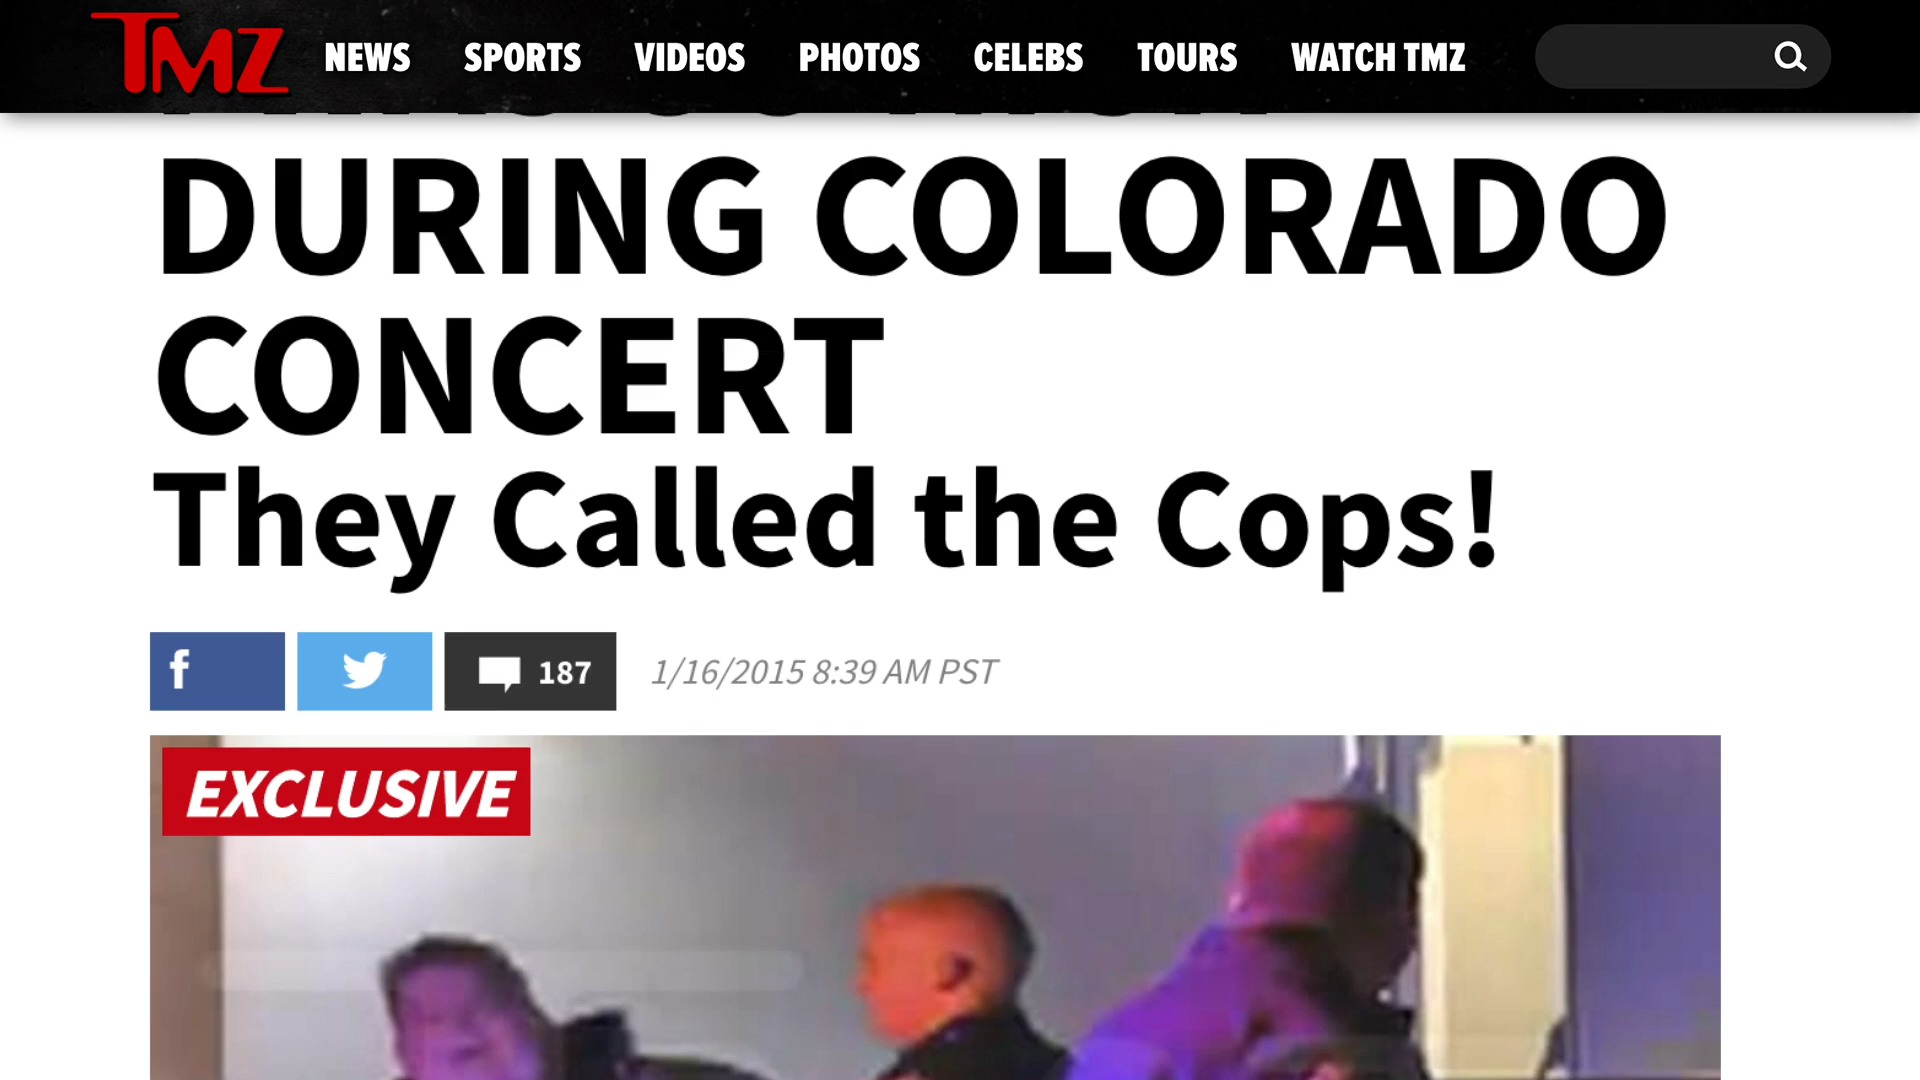 TMZ NEWS SPORTS VIDEOS PHOTOS CELEBS TOURS WATCH TMZ
DURING COLORADO
CONCERT
They Called the Cops!
f 187 1/16/2015 8:39 AM PST
EXCLUSIVE